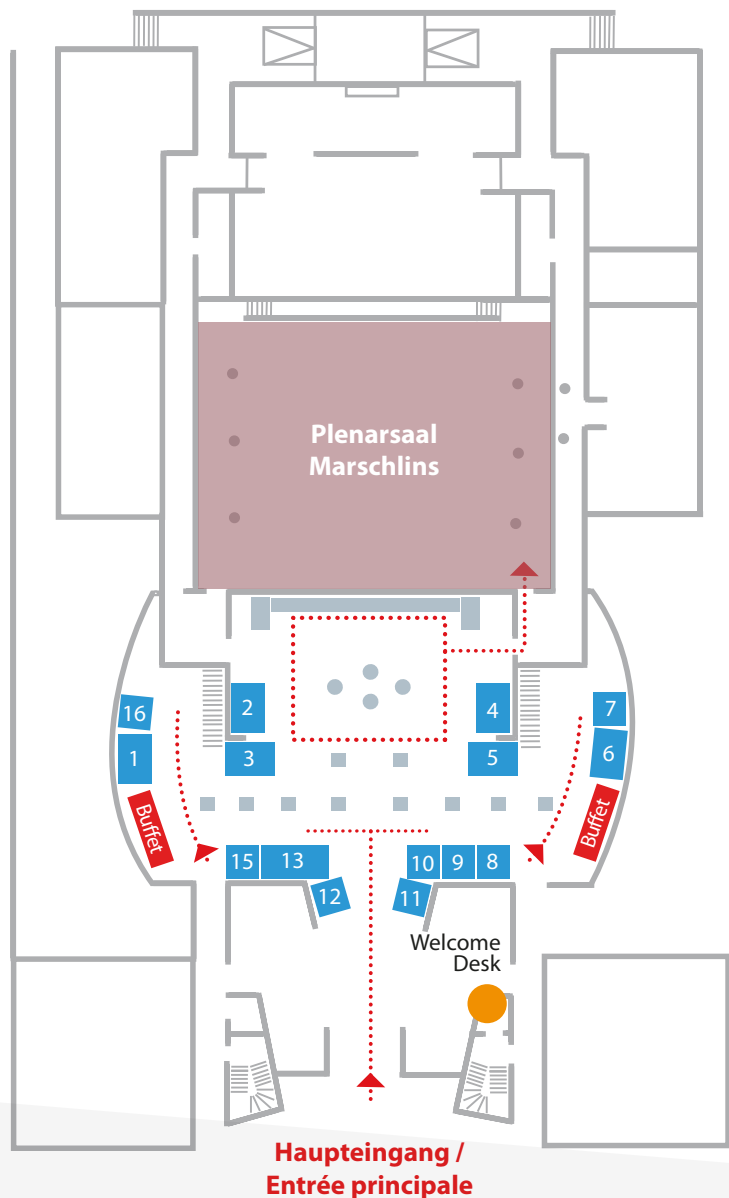 Plenarsaal
Marschlins
2
4
16
7
3
5
1
6
Buffet
Buffet
15
13
10
9
8
12
11
Welcome
Desk
Haupteingang /
Entrée principale